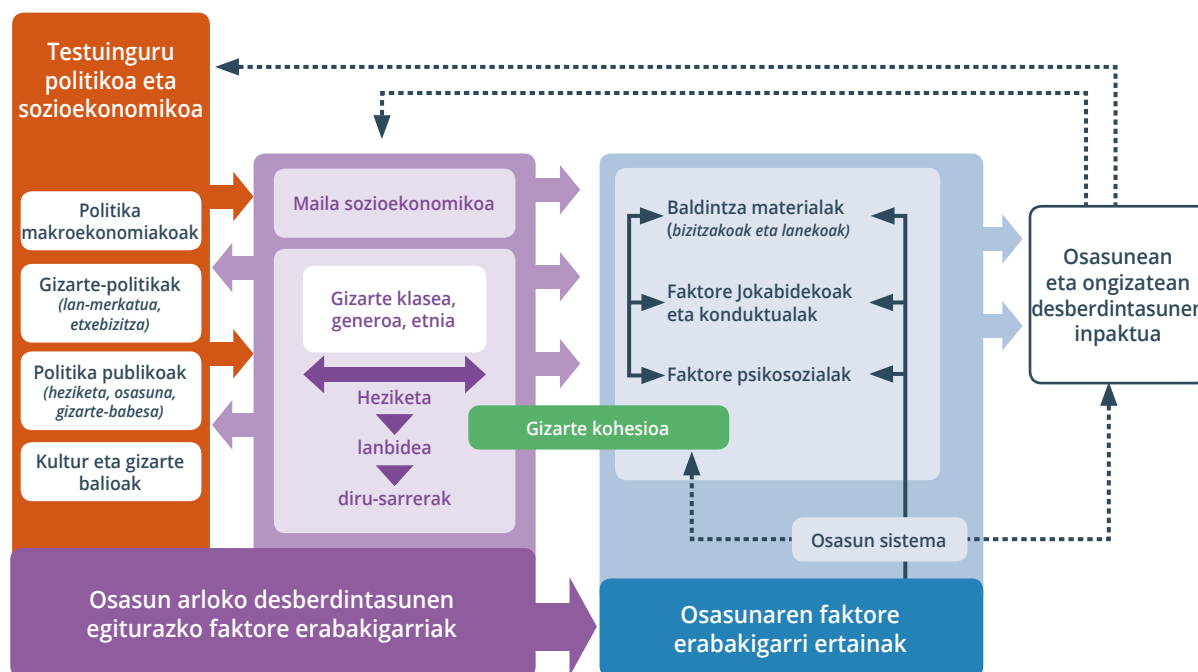 Testuinguru
politikoa eta
sozioekonomikoa
Politika
makroekonomiakoak
Gizarte-politikak
(lan-merkatua,
etxebizitza)
Politika publikoak
(heziketa, osasuna,
gizarte-babesa)
Kultur eta gizarte
balioak
Maila sozioekonomikoa
Gizarte klasea,
generoa, etnia
Heziketa
lanbidea
diru-sarrerak
Gizarte kohesioa
Baldintza materialak
(bizitzakoak eta lanekoak)
Faktore Jokabidekoak
eta konduktualak
Faktore psikosozialak
Osasun sistema
Osasunean
eta ongizatean
desberdintasunen
inpaktua
Osasun arloko desberdintasunen
egiturazko faktore erabakigarriak
Osasunaren faktore
erabakigarri ertainak